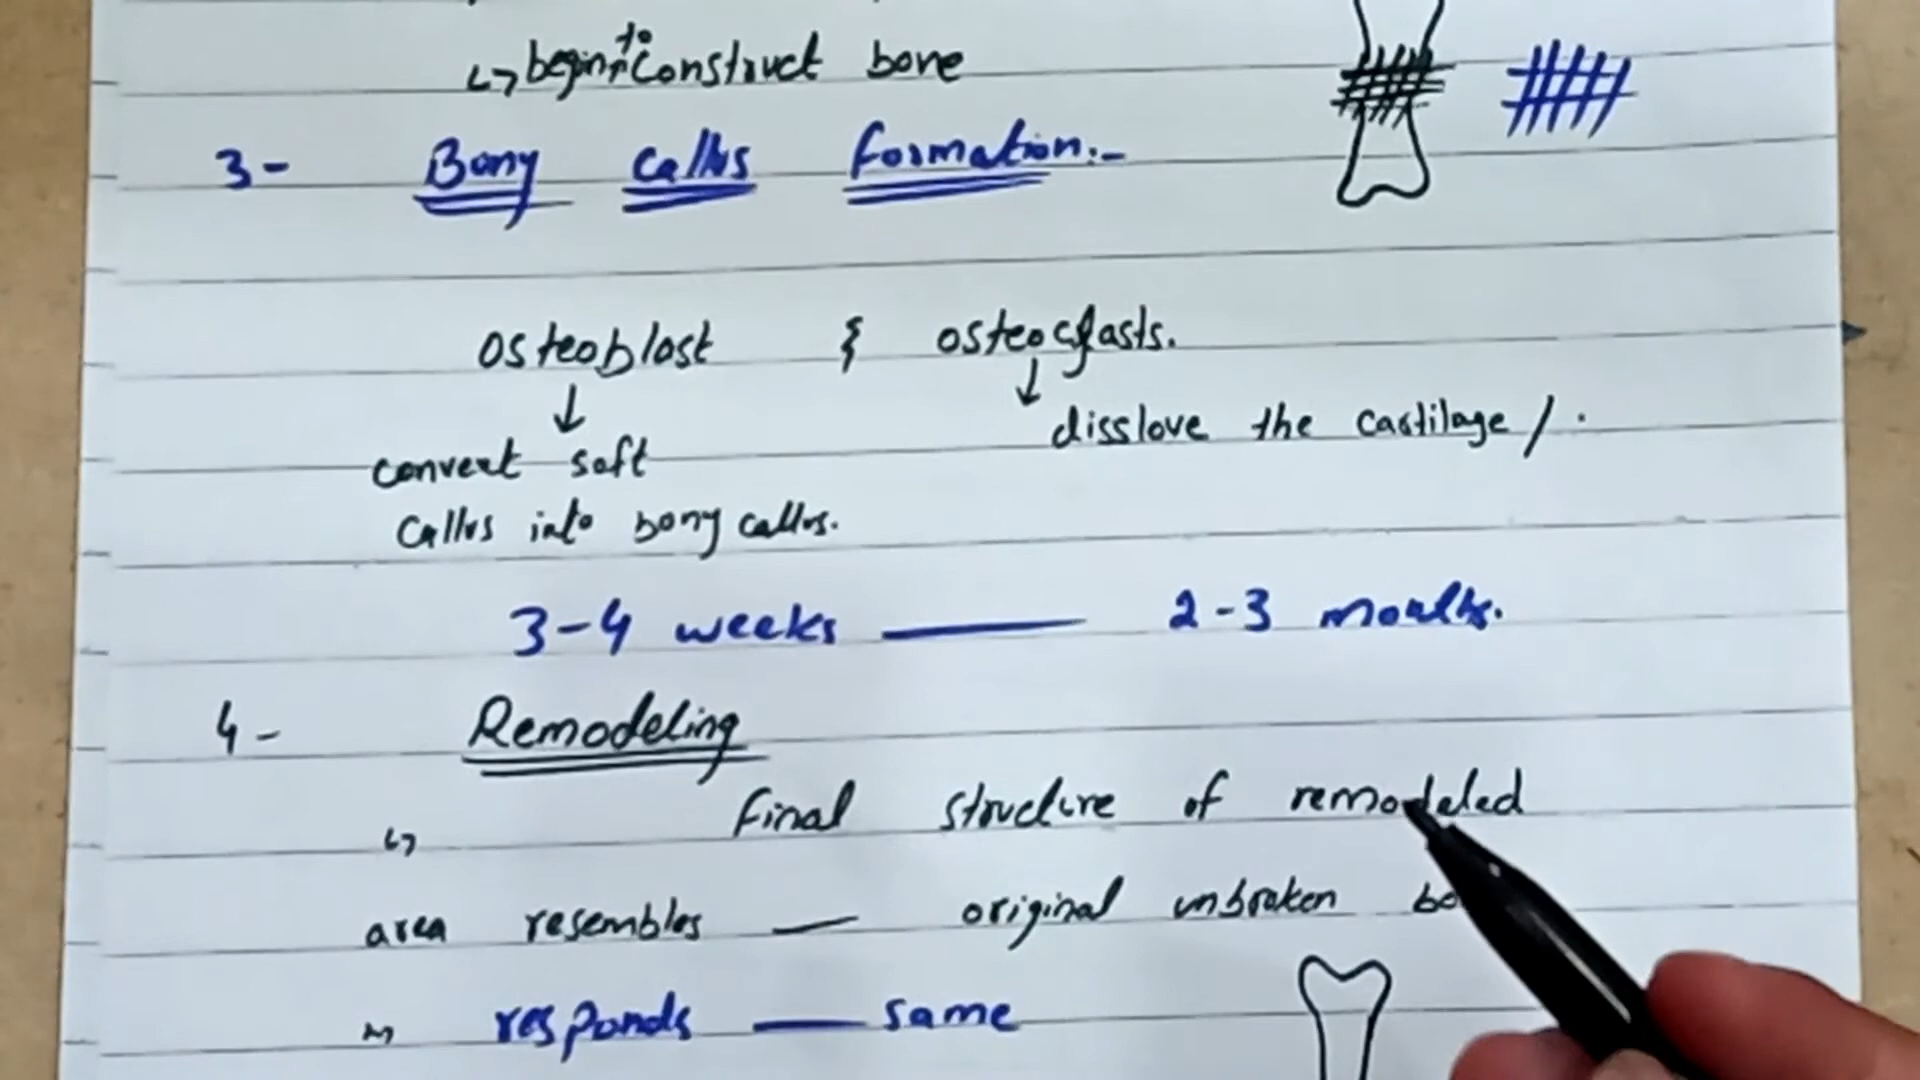 ↳ begin to construct bone
3- Bony Callus Formation:-
Osteoblast & osteoclasts.
↓ ↓
convert soft disslove the cartilage /.
Callus into bony callus.
3-4 weeks — 2-3 months.
4- Remodeling
↳ Final structure of remodeled
area resembles — original unbroken
responds — same